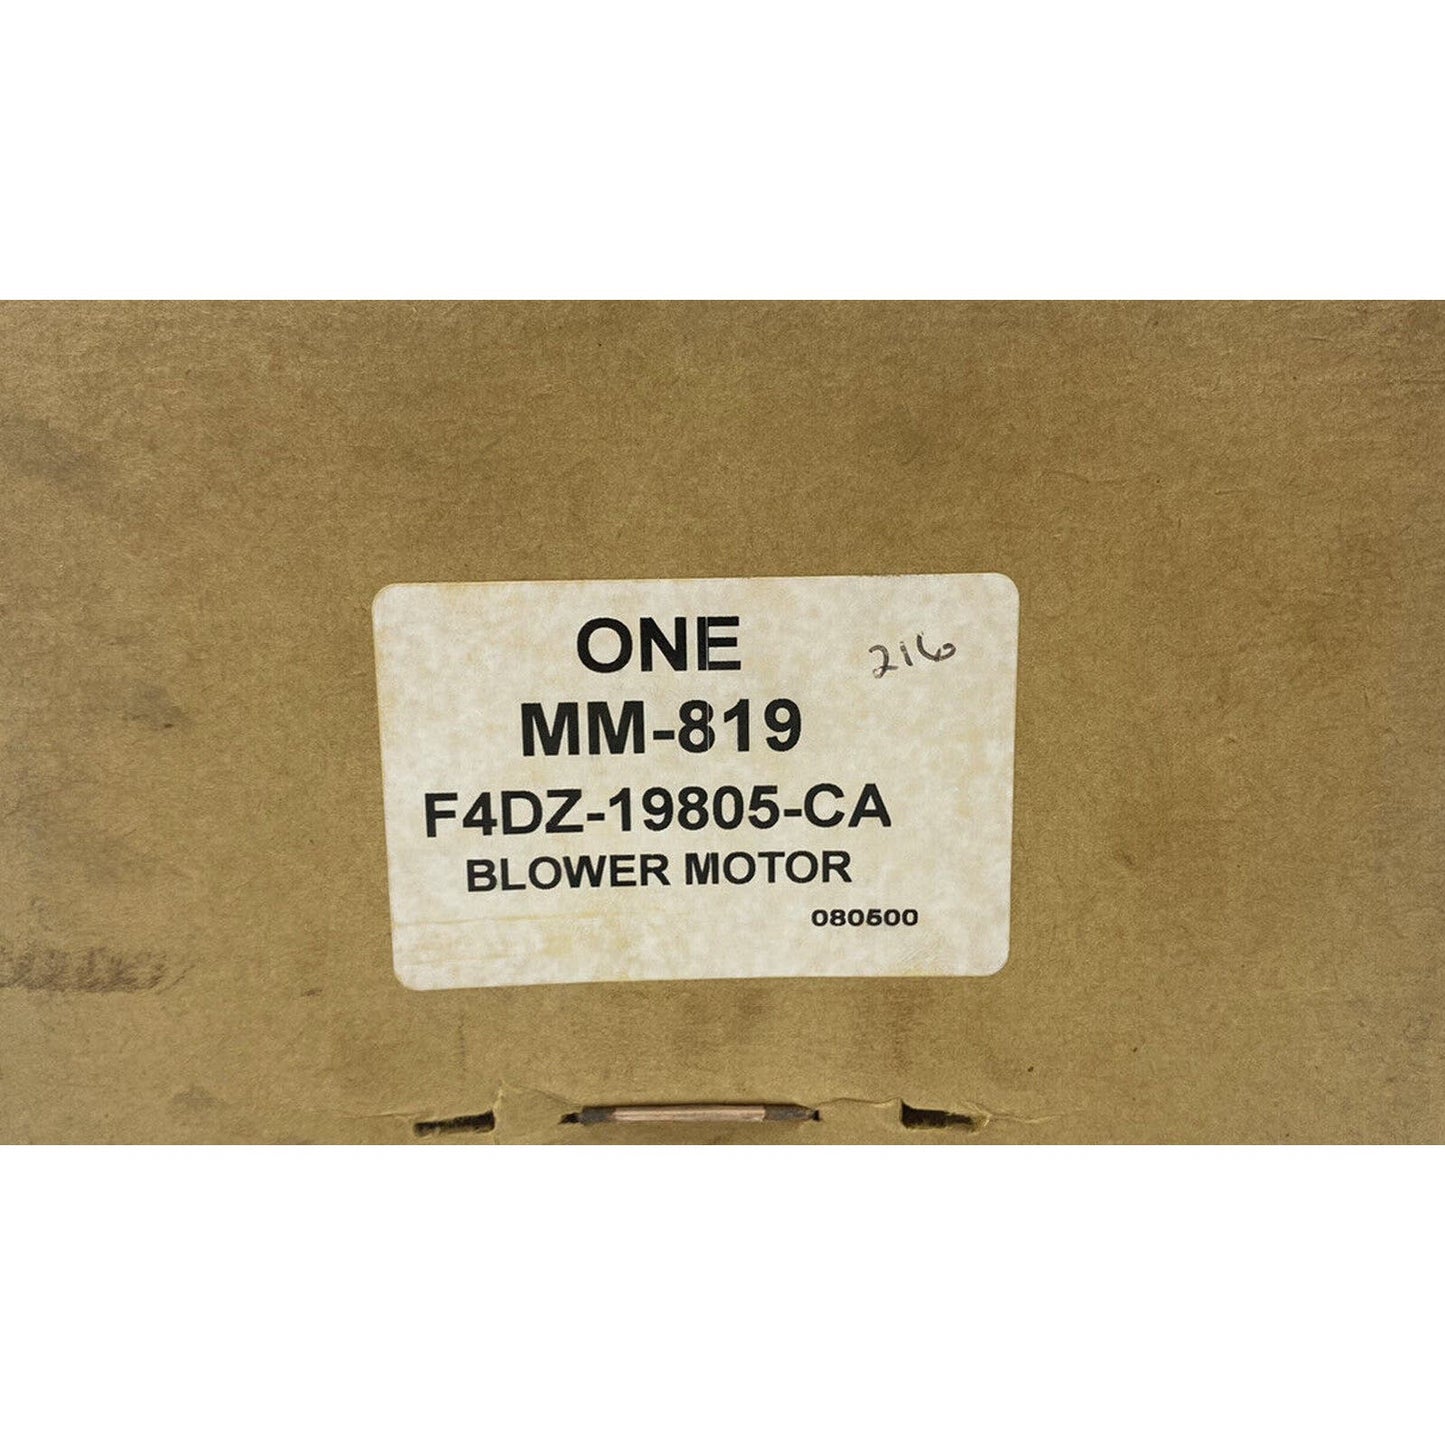 ONE
216
MM-819
F4DZ-19805-CA
BLOWER MOTOR
080500